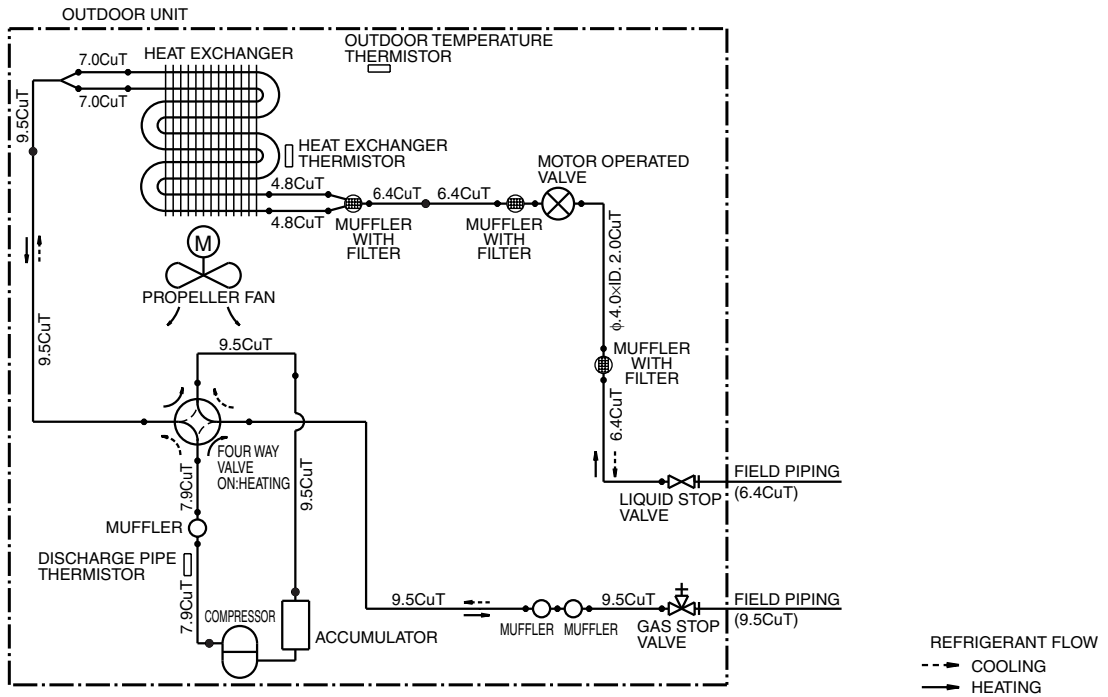 OUTDOOR UNIT
HEAT EXCHANGER
OUTDOOR TEMPERATURE
THERMISTOR
7.0CuT
7.0CuT
9.5CuT
HEAT EXCHANGER
THERMISTOR
MOTOR OPERATED
VALVE
4.8CuT
4.8CuT
6.4CuT
6.4CuT
MUFFLER
WITH
FILTER
MUFFLER
WITH
FILTER
M
PROPELLER FAN
ϕ.4.0×ID. 2.0CuT
9.5CuT
9.5CuT
MUFFLER
WITH
FILTER
6.4CuT
FOUR WAY
VALVE
ON:HEATING
7.9CuT
9.5CuT
LIQUID STOP
VALVE
FIELD PIPING
(6.4CuT)
MUFFLER
DISCHARGE PIPE
THERMISTOR
7.9CuT
COMPRESSOR
ACCUMULATOR
9.5CuT
9.5CuT
MUFFLER
MUFFLER
GAS STOP
VALVE
FIELD PIPING
(9.5CuT)
REFRIGERANT FLOW
COOLING
HEATING